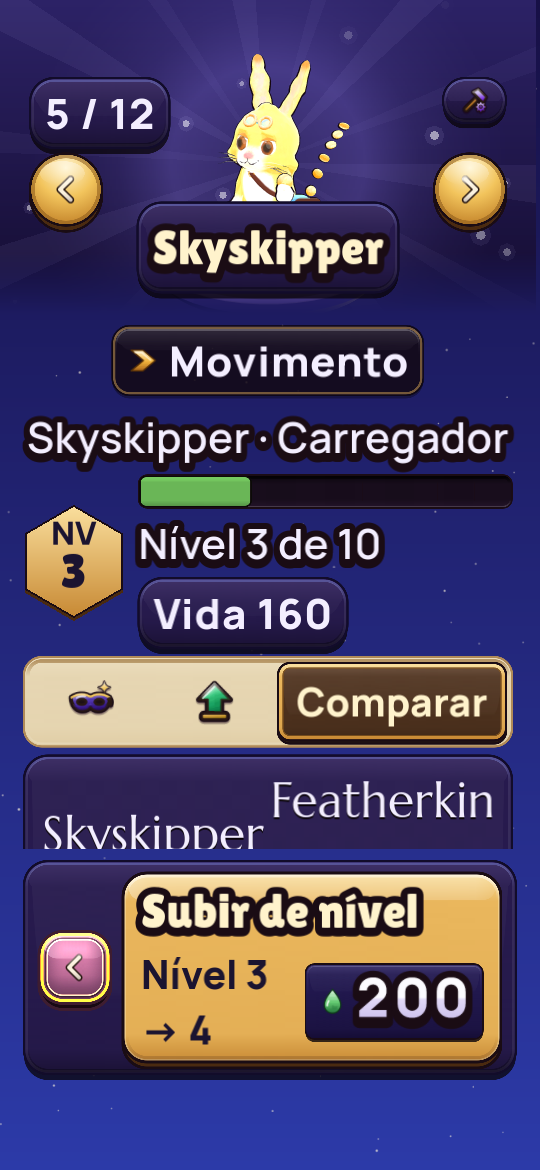 5 / 12
Skyskipper
Movimento
Skyskipper · Carregador
NV
3
Nível 3 de 10
Vida 160
Comparar
Featherkin
Skyskipper
Subir de nível
Nível 3
→ 4
200